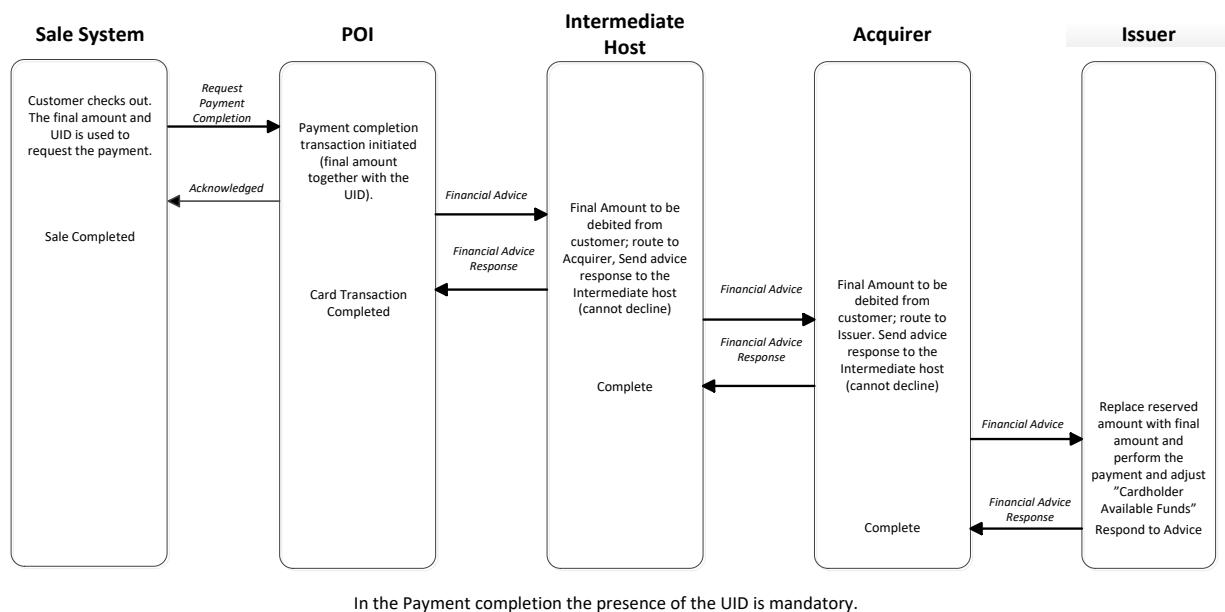 Sale System
POI
Intermediate
Host
Acquirer
Issuer
Customer checks out.
The final amount and
UID is used to
request the payment.
Sale Completed
Request
Payment
Completion
Acknowledged
Payment completion
transaction initiated
(final amount
together with the
UID).
Card Transaction
Completed
Financial Advice
Financial Advice
Response
Final Amount to be
debited from
customer; route to
Acquirer, Send advice
response to the
Intermediate host
(cannot decline)
Complete
Financial Advice
Financial Advice
Response
Final Amount to be
debited from
customer; route to
Issuer. Send advice
response to the
Intermediate host
(cannot decline)
Complete
Financial Advice
Financial Advice
Response
Replace reserved
amount with final
amount and
perform the
payment and adjust
”Cardholder
Available Funds”
Respond to Advice
In the Payment completion the presence of the UID is mandatory.